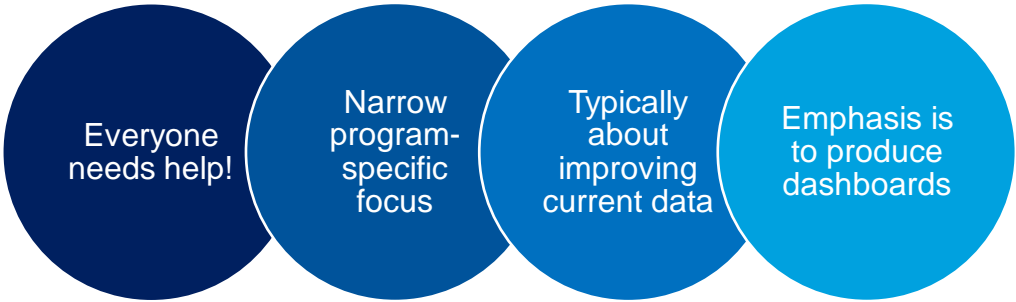 Everyone
needs help!
Narrow
program-
specific
focus
Typically
about
improving
current data
Emphasis is
to produce
dashboards